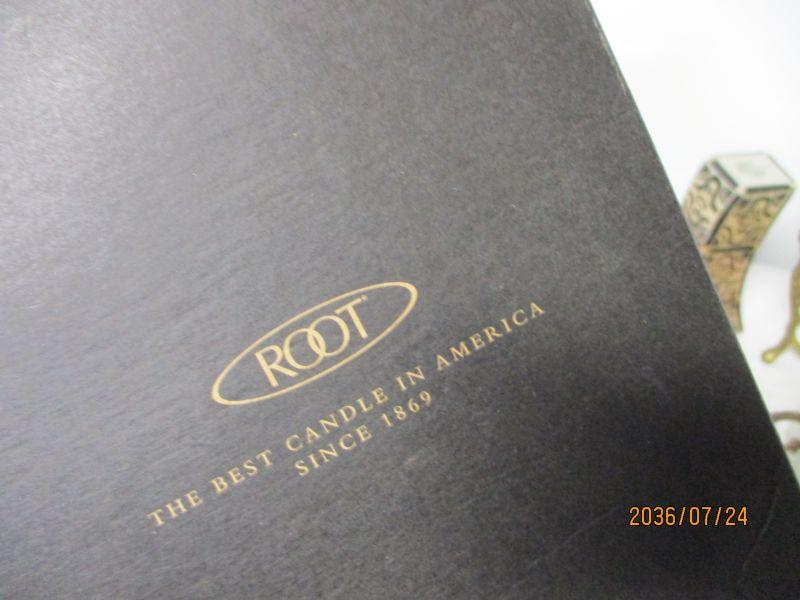 ROOT®
THE BEST CANDLE IN AMERICA
SINCE 1869
2036/07/24